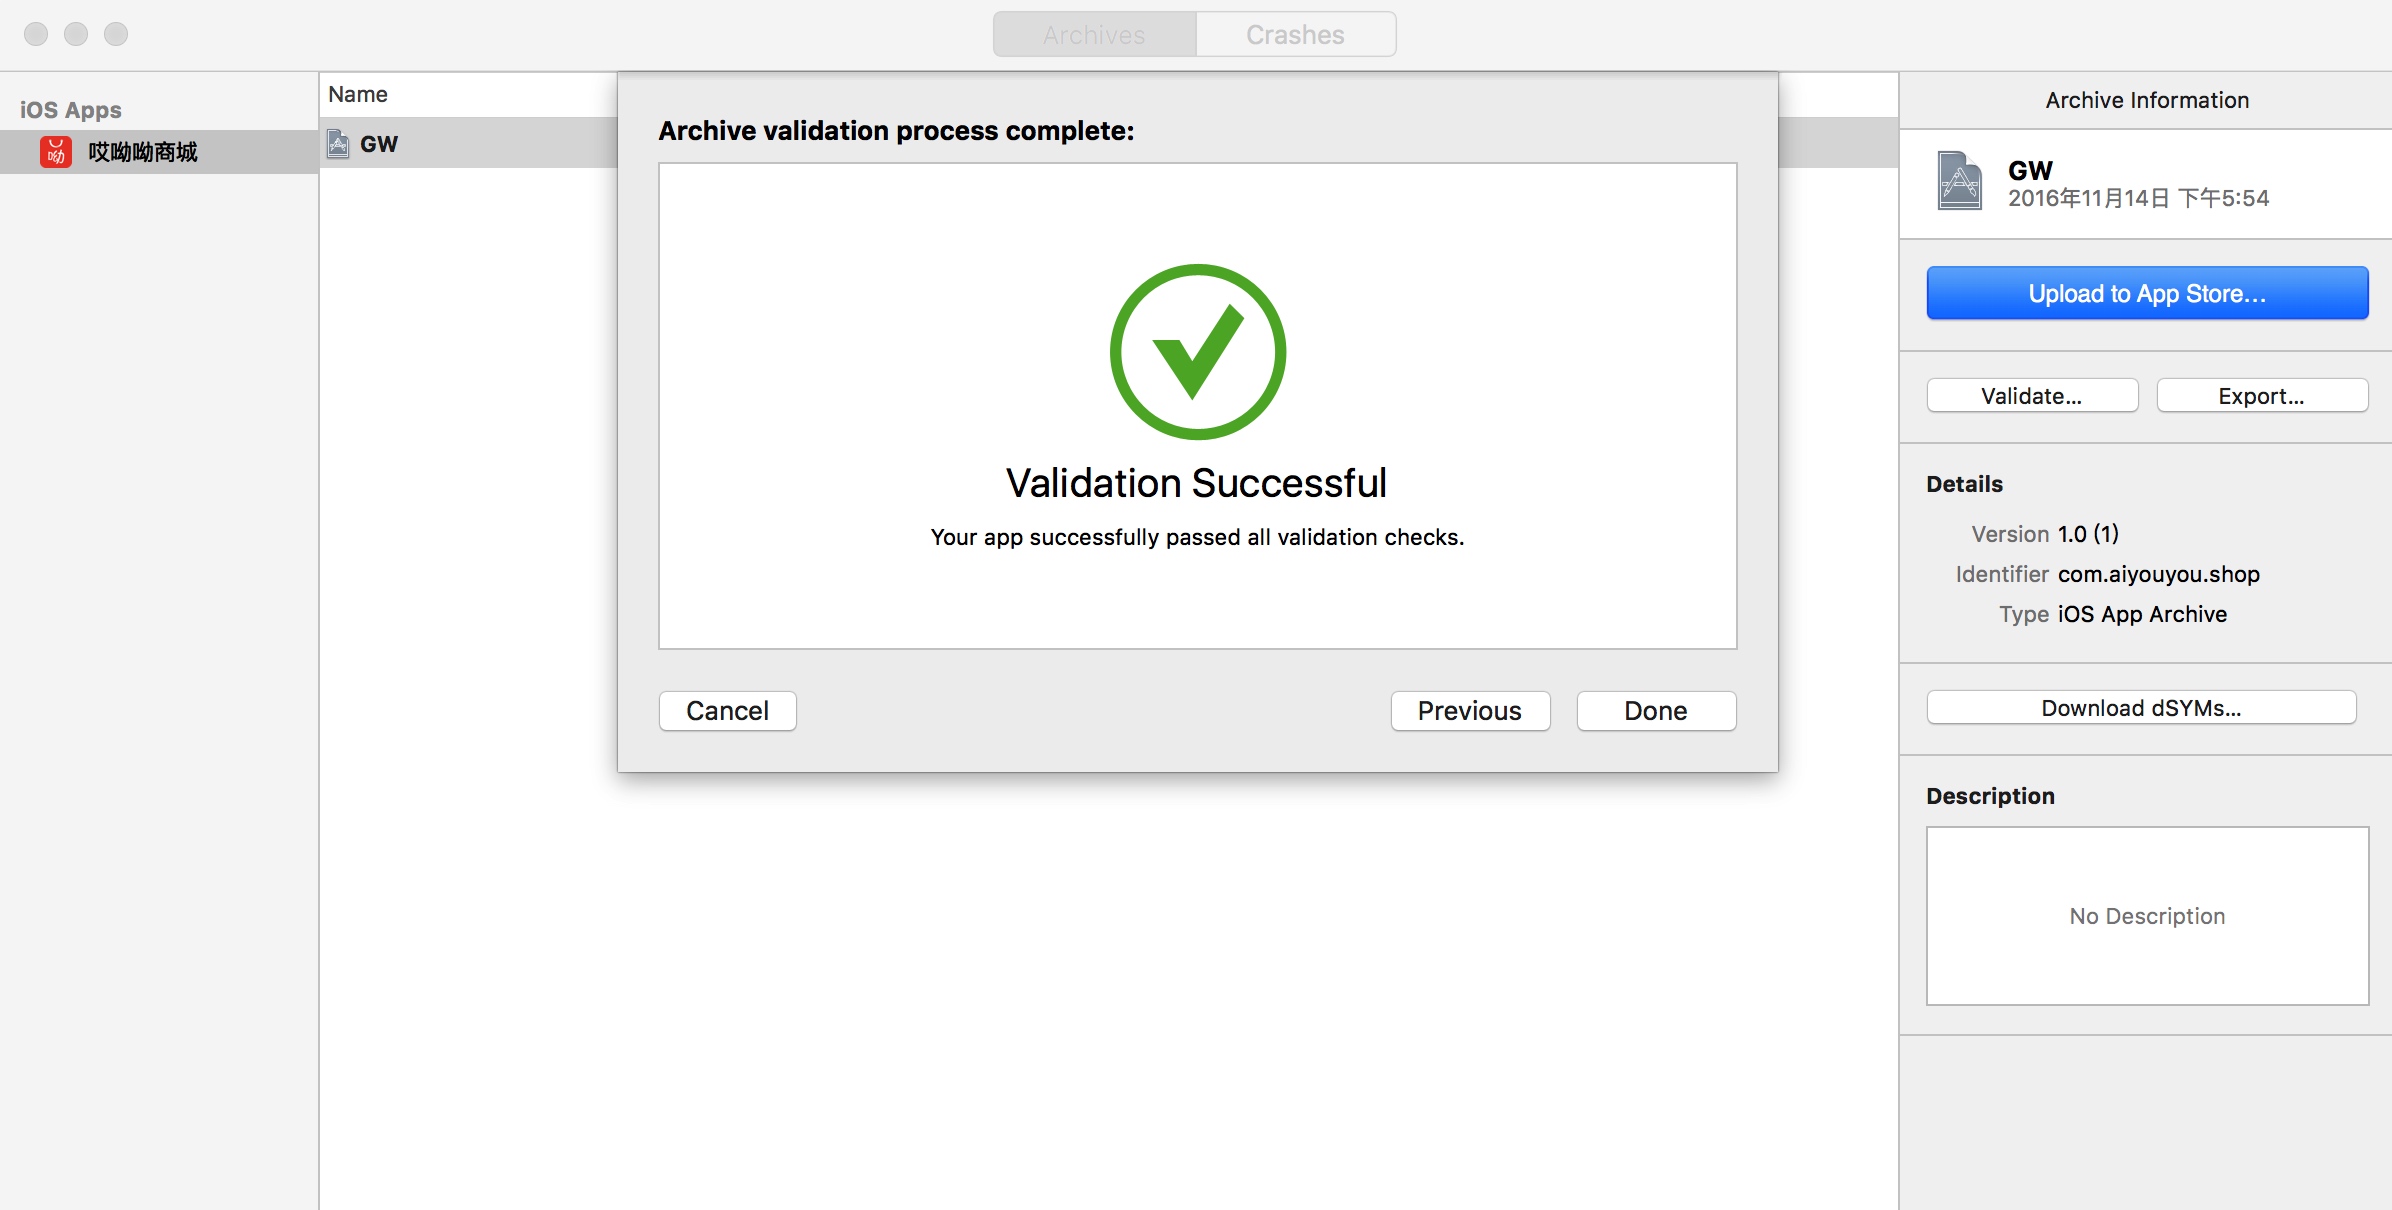 Archives
Crashes
iOS Apps
呦
哎呦呦商城
Name
GW
Archive validation process complete:
Validation Successful
Your app successfully passed all validation checks.
Cancel
Previous
Done
Archive Information
GW
2016年11月14日 下午5:54
Upload to App Store...
Validate...
Export...
Details
Version 1.0 (1)
Identifier com.aiyouyou.shop
Type iOS App Archive
Download dSYMs...
Description
No Description